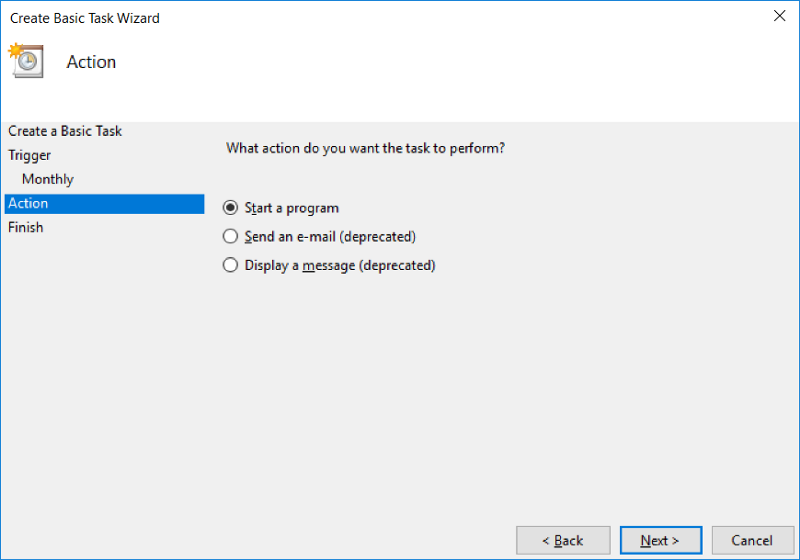 Create Basic Task Wizard
Action
Create a Basic Task
Trigger
Monthly
Action
Finish
What action do you want the task to perform?
Start a program
Send an e-mail (deprecated)
Display a message (deprecated)
< Back
Next >
Cancel